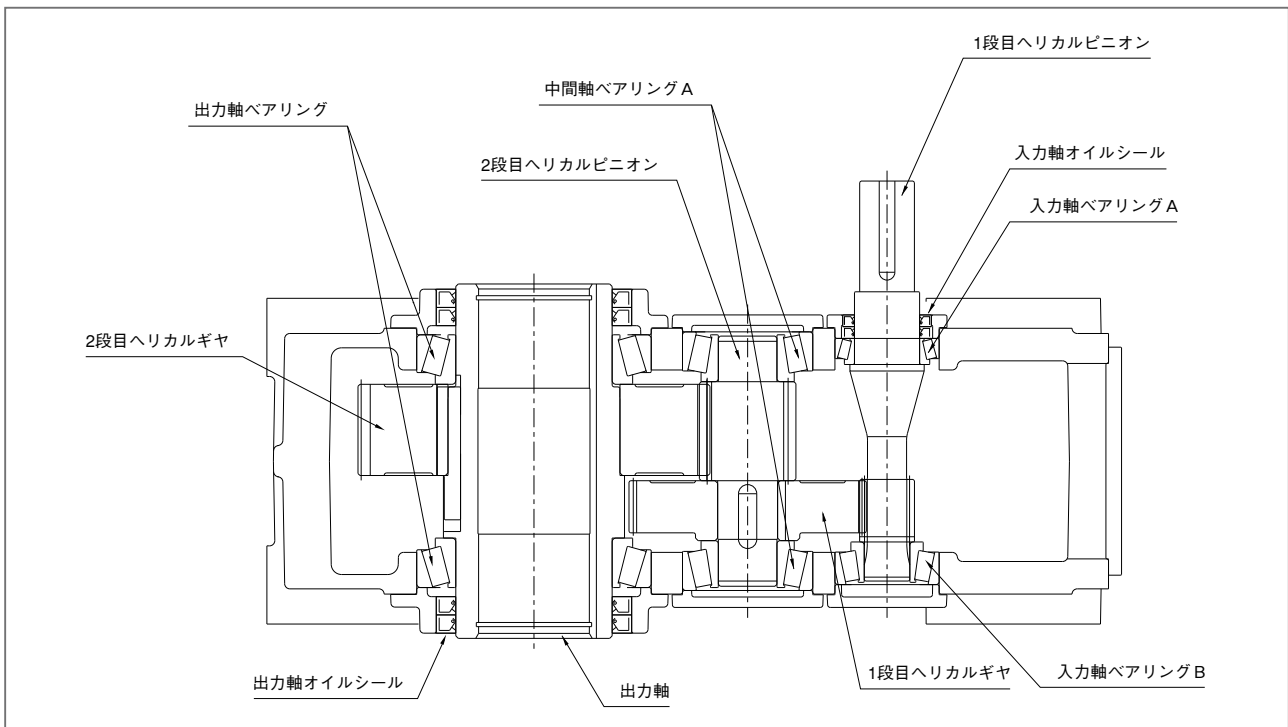 1段目ヘリカルピニオン
中間軸ベアリングA
出力軸ベアリング
入力軸オイルシール
2段目ヘリカルピニオン
入力軸ベアリングA
2段目ヘリカルギヤ
1段目ヘリカルギヤ
入力軸ベアリングB
出力軸オイルシール
出力軸